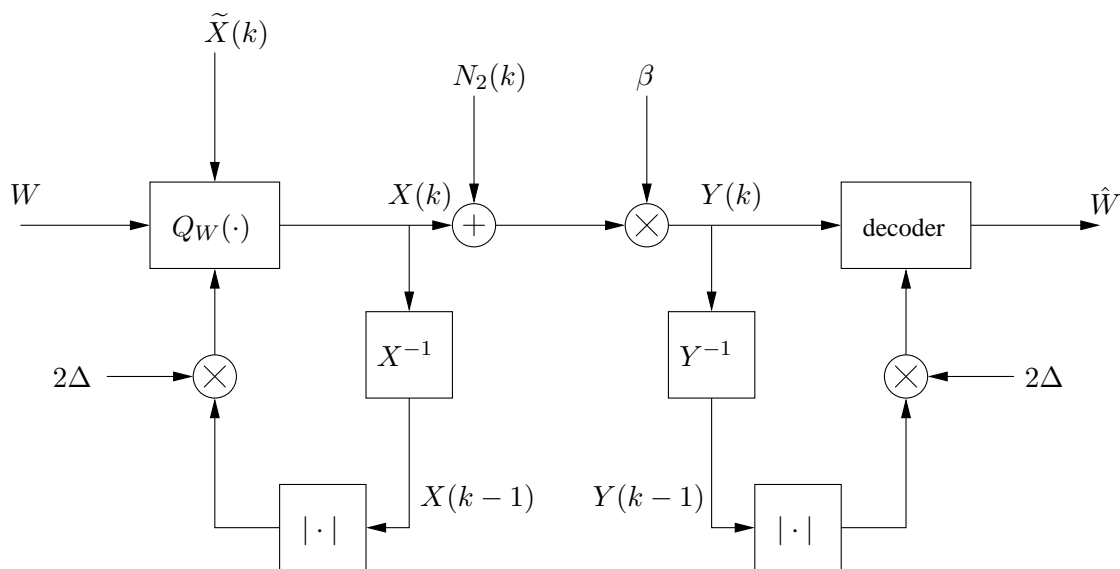 X̃(k)
N₂(k)
β
W
Q_W(·)
X(k)
+
×
Y(k)
decoder
Ŵ
X⁻¹
Y⁻¹
2Δ
×
×
2Δ
|·|
X(k − 1)
Y(k − 1)
|·|